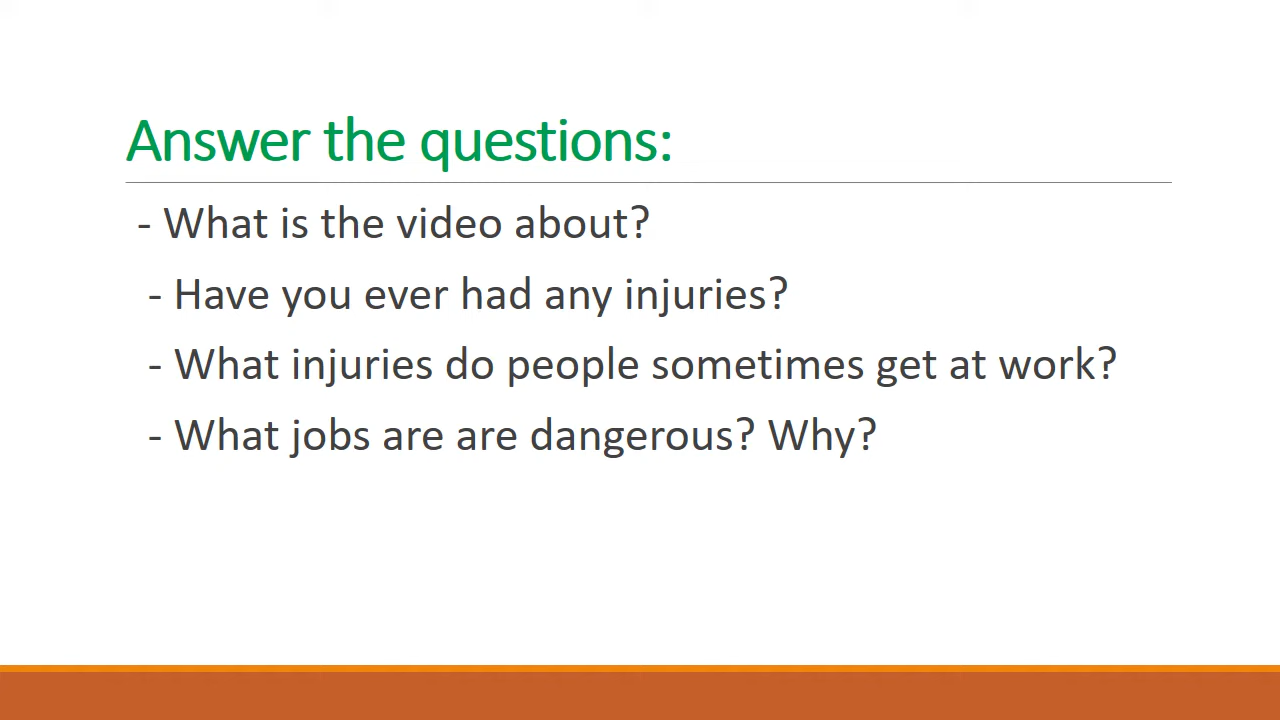 Answer the questions:
- What is the video about?
- Have you ever had any injuries?
- What injuries do people sometimes get at work?
- What jobs are are dangerous? Why?